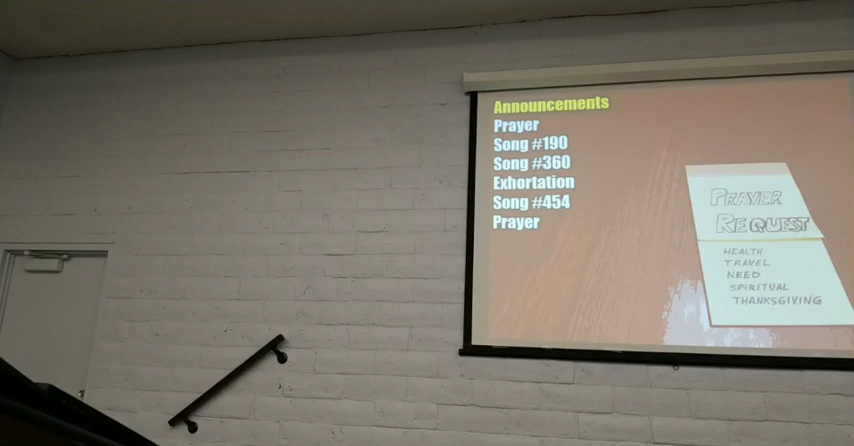 Announcements
Prayer
Song #190
Song #360
Exhortation
Song #454
Prayer
PRAYER
REQUEST
HEALTH
TRAVEL
NEED
SPIRITUAL
THANKSGIVING